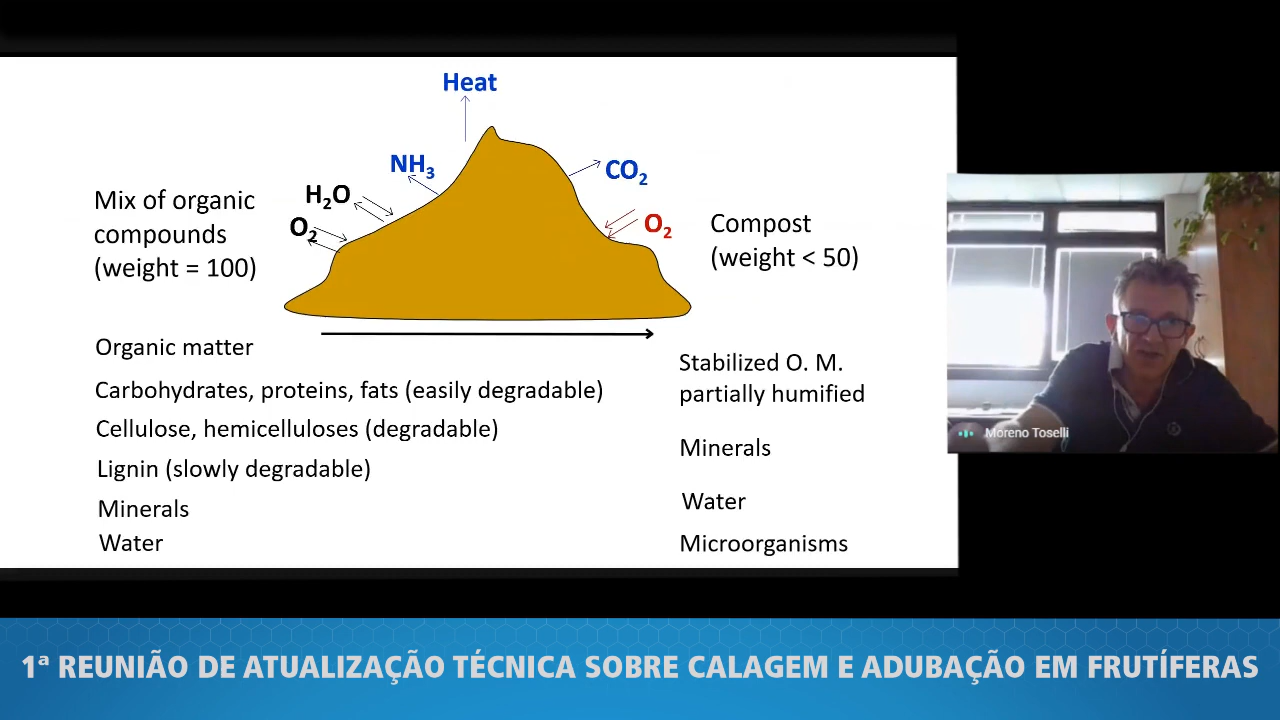 Heat
NH₃
CO₂
H₂O
O₂
O₂
Mix of organic
compounds
(weight = 100)
Compost
(weight < 50)
Organic matter
Carbohydrates, proteins, fats (easily degradable)
Cellulose, hemicelluloses (degradable)
Lignin (slowly degradable)
Minerals
Water
Stabilized O. M.
partially humified
Minerals
Water
Microorganisms
Moreno Toselli
1ª REUNIÃO DE ATUALIZAÇÃO TÉCNICA SOBRE CALAGEM E ADUBAÇÃO EM FRUTÍFERAS